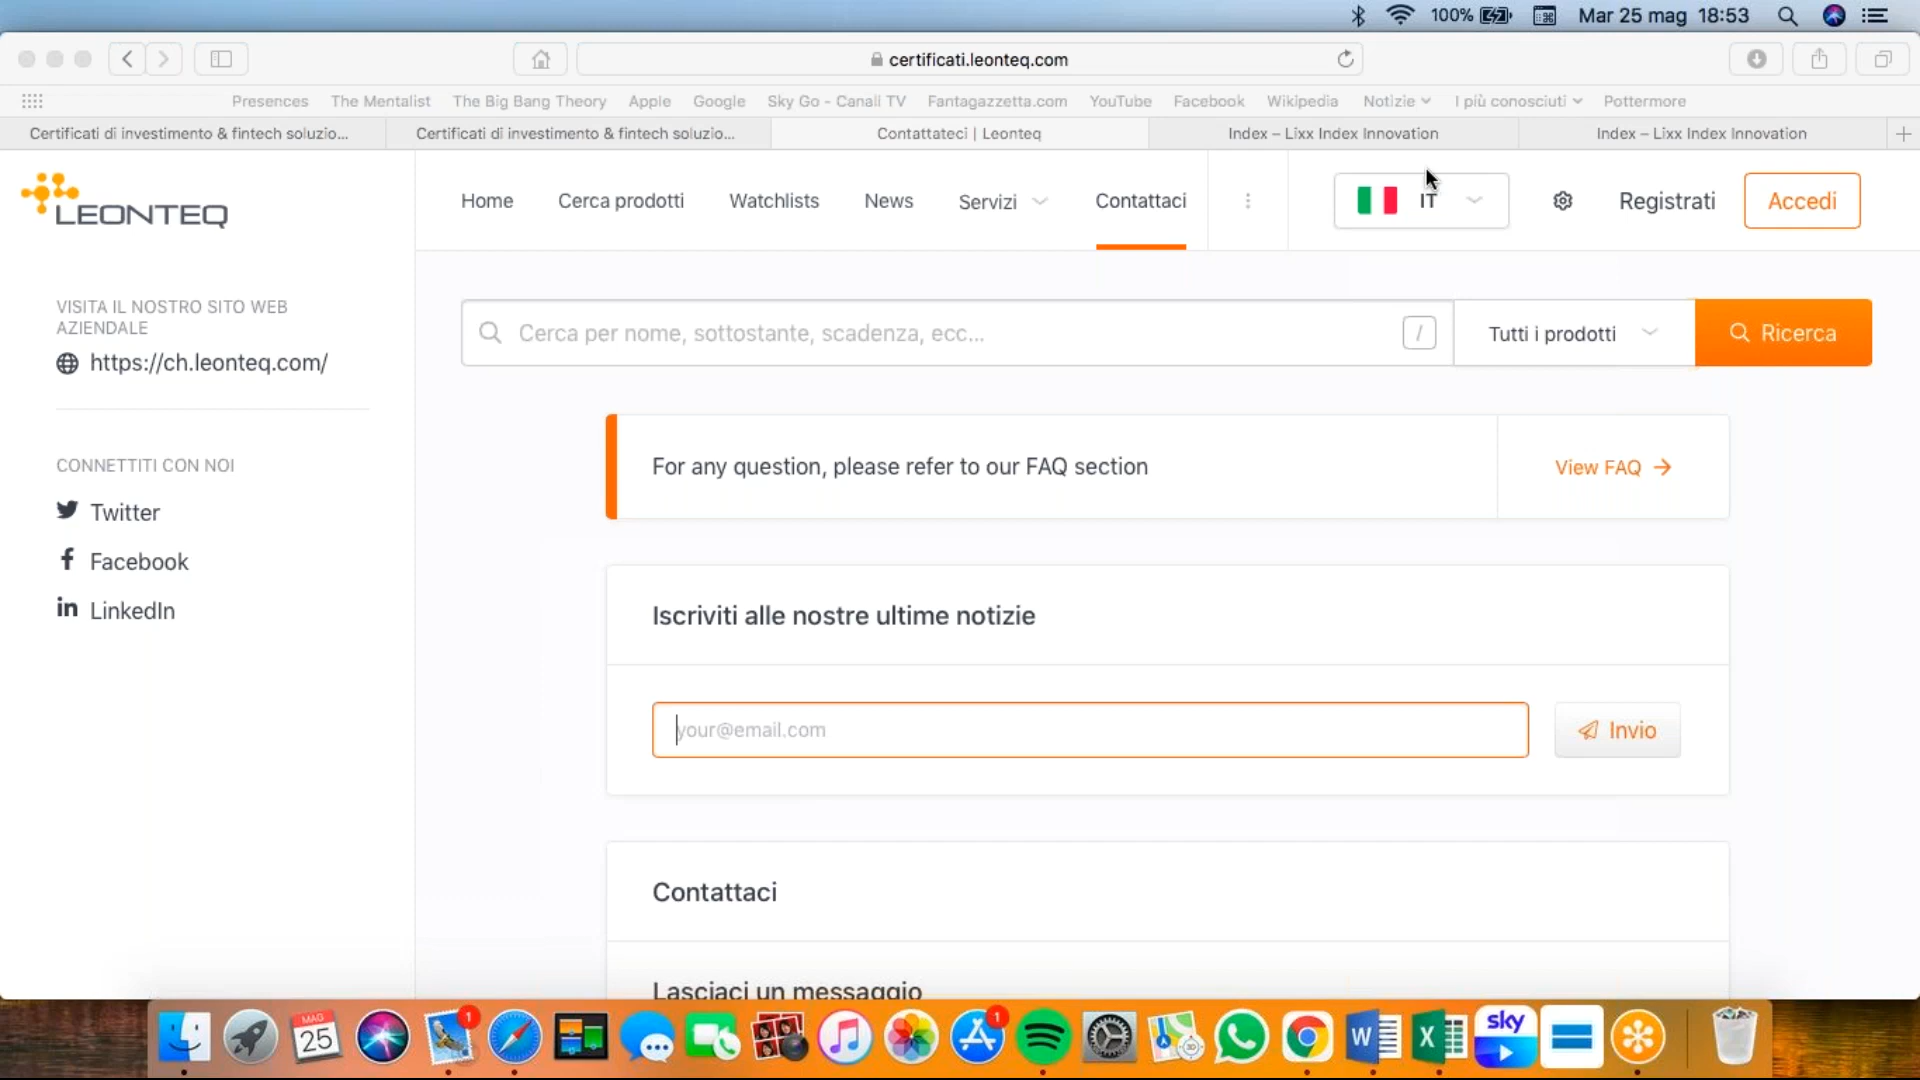 100% Mar 25 mag 18:53
certificati.leonteq.com
Presences The Mentalist The Big Bang Theory Apple Google Sky Go - Canali TV Fantagazzetta.com YouTube Facebook Wikipedia Notizie I più conosciuti Pottermore
Certificati di investimento & fintech soluzio... Certificati di investimento & fintech soluzio... Contattateci | Leonteq Index – Lixx Index Innovation Index – Lixx Index Innovation
LEONTEQ
Home Cerca prodotti Watchlists News Servizi Contattaci IT Registrati Accedi
VISITA IL NOSTRO SITO WEB
AZIENDALE
https://ch.leonteq.com/
Cerca per nome, sottostante, scadenza, ecc... / Tutti i prodotti Ricerca
For any question, please refer to our FAQ section View FAQ
CONNETTITI CON NOI
Twitter
Facebook
LinkedIn
Iscriviti alle nostre ultime notizie
your@email.com Invio
Contattaci
Lasciaci un messaggio
MAG
25
1
1
3D
W
X
sky